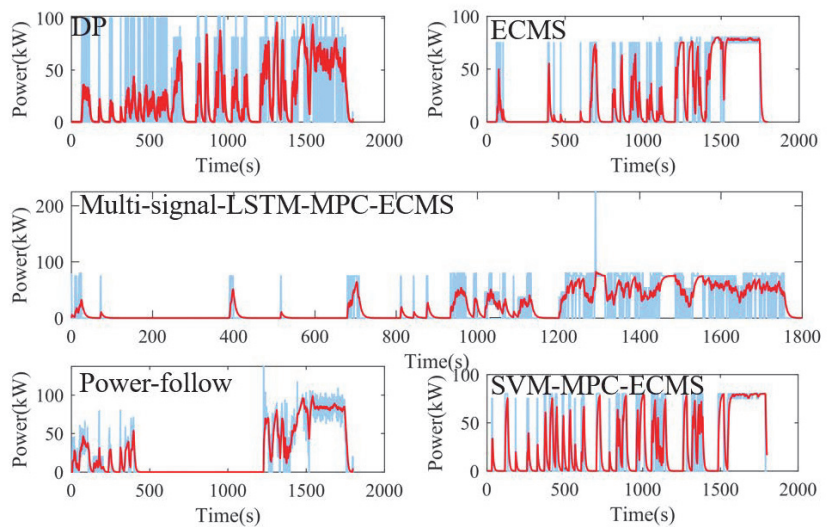 DP
Power(kW)
100
50
0
0 500 1000 1500 2000
Time(s)
ECMS
Power(kW)
100
50
0
0 500 1000 1500 2000
Time(s)
Multi-signal-LSTM-MPC-ECMS
Power(kW)
200
100
0
0 200 400 600 800 1000 1200 1400 1600 1800
Time(s)
Power-follow
Power(kW)
100
50
0
0 500 1000 1500 2000
Time(s)
SVM-MPC-ECMS
Power(kW)
100
50
0
0 500 1000 1500 2000
Time(s)